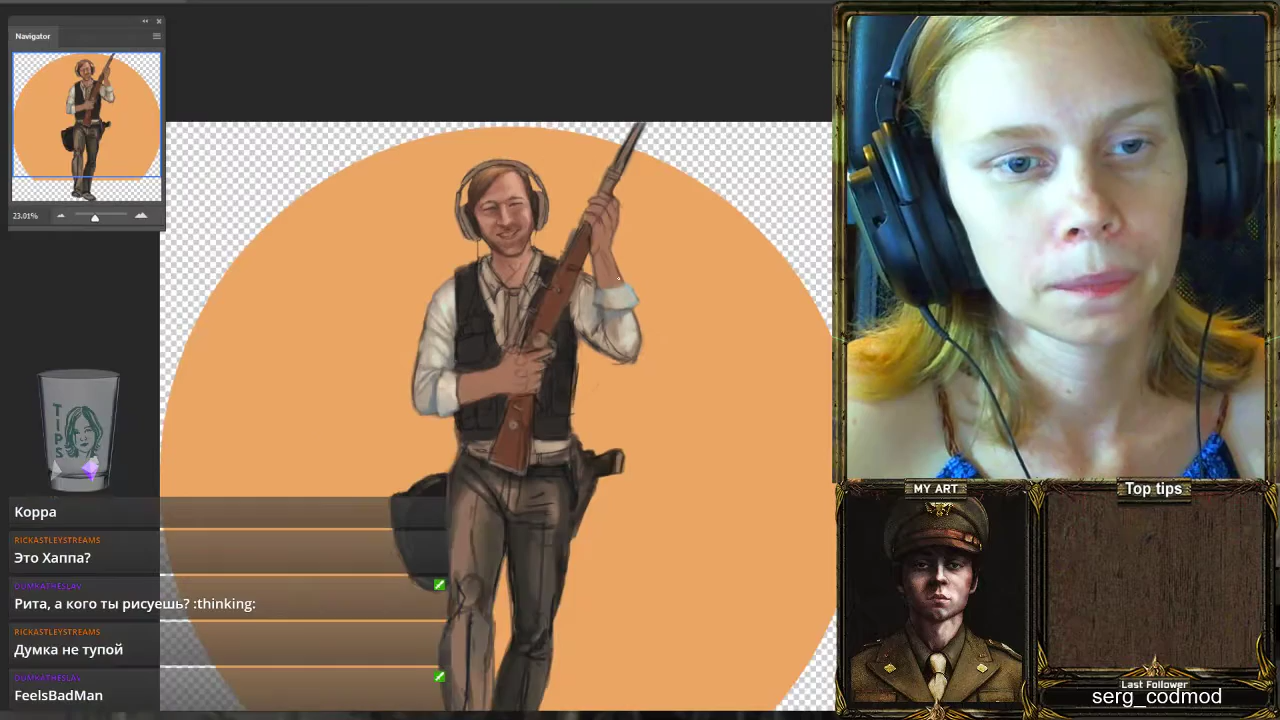 Navigator
23.01%
TIPS
Корра
RICKASTLEYSTREAMS
Это Хаппа?
DUMKATHESLAV
Рита, а кого ты рисуешь? :thinking:
RICKASTLEYSTREAMS
Думка не тупой
DUMKATHESLAV
FeelsBadMan
MY ART
Top tips
Last Follower
serg_codmod